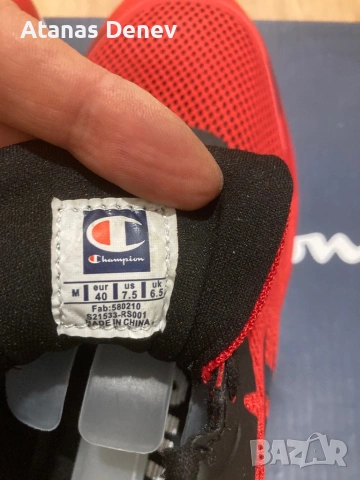 Atanas Denev
Champion
M eur 40 us 7.5 uk 6.5
Fab:580210
S21533-RS001
MADE IN CHINA
BAZAR
bg